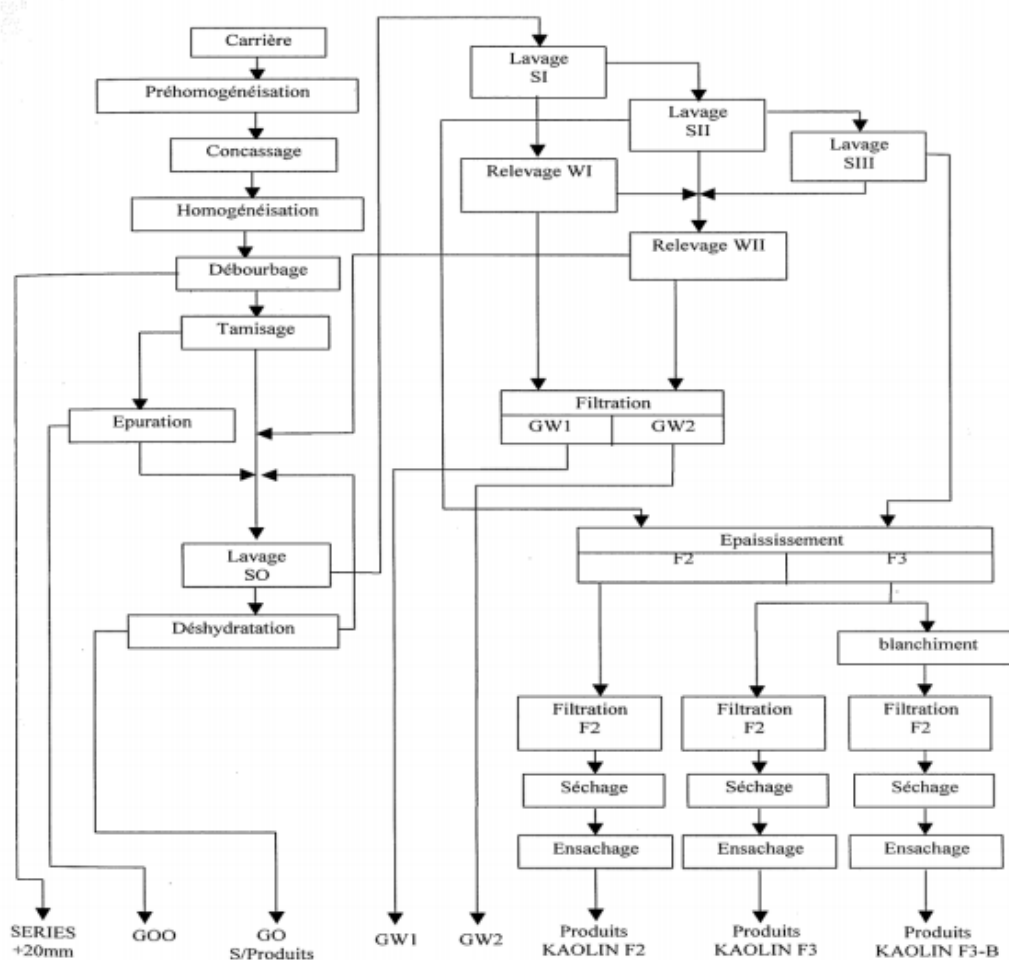 Carrière
Préhomogénéisation
Concassage
Homogénéisation
Débourbage
Tamisage
Epuration
Lavage
SO
Déshydratation
Lavage
SI
Lavage
SII
Lavage
SIII
Relevage WI
Relevage WII
Filtration
GW1 GW2
Epaississement
F2 F3
blanchiment
Filtration
F2
Filtration
F2
Filtration
F2
Séchage
Séchage
Séchage
Ensachage
Ensachage
Ensachage
SERIES
+20mm
GOO
GO
S/Produits
GW1
GW2
Produits
KAOLIN F2
Produits
KAOLIN F3
Produits
KAOLIN F3-B